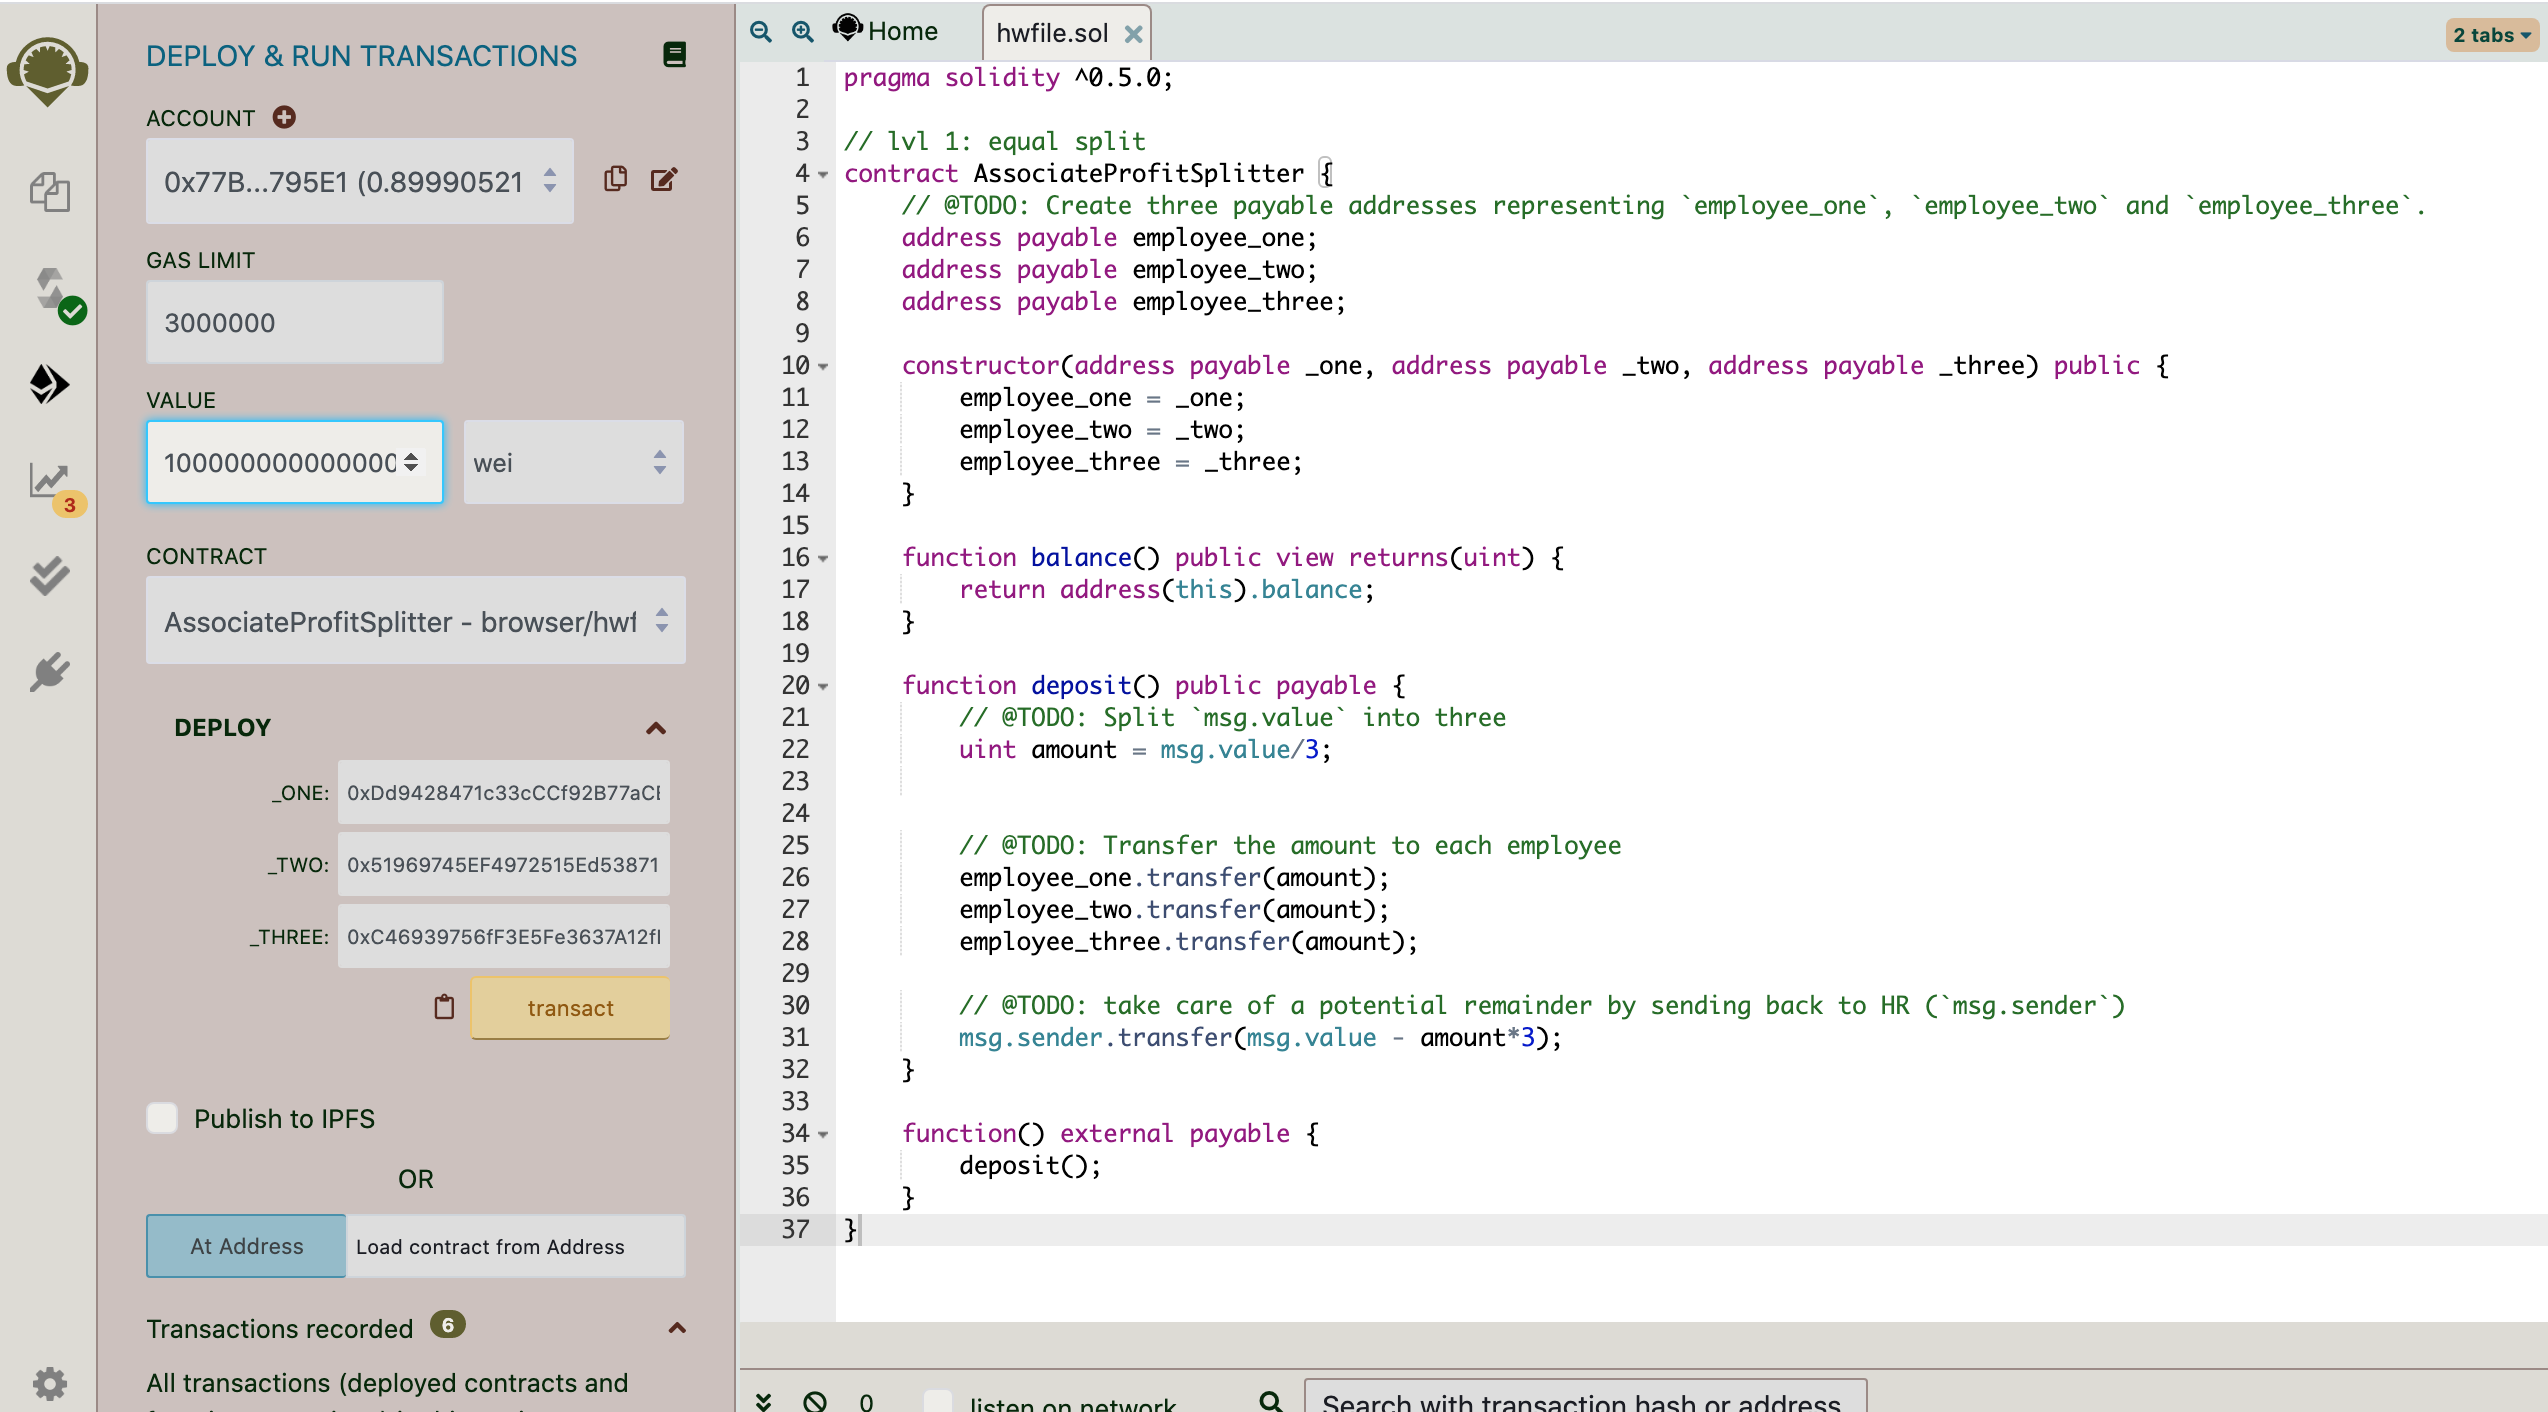 DEPLOY & RUN TRANSACTIONS
ACCOUNT
0x77B...795E1 (0.89990521
GAS LIMIT
3000000
VALUE
100000000000000
wei
CONTRACT
AssociateProfitSplitter - browser/hwf
DEPLOY
_ONE: 0xDd9428471c33cCCf92B77aC
_TWO: 0x51969745EF4972515Ed53871
_THREE: 0xC46939756fF3E5Fe3637A12f
transact
Publish to IPFS
OR
At Address
Load contract from Address
Transactions recorded 6
All transactions (deployed contracts and
3
Home
hwfile.sol
2 tabs
1 pragma solidity ^0.5.0;
2
3 // lvl 1: equal split
4 contract AssociateProfitSplitter {
5     // @TODO: Create three payable addresses representing `employee_one`, `employee_two` and `employee_three`.
6     address payable employee_one;
7     address payable employee_two;
8     address payable employee_three;
9
10     constructor(address payable _one, address payable _two, address payable _three) public {
11         employee_one = _one;
12         employee_two = _two;
13         employee_three = _three;
14     }
15
16     function balance() public view returns(uint) {
17         return address(this).balance;
18     }
19
20     function deposit() public payable {
21         // @TODO: Split `msg.value` into three
22         uint amount = msg.value/3;
23
24
25         // @TODO: Transfer the amount to each employee
26         employee_one.transfer(amount);
27         employee_two.transfer(amount);
28         employee_three.transfer(amount);
29
30         // @TODO: take care of a potential remainder by sending back to HR (`msg.sender`)
31         msg.sender.transfer(msg.value - amount*3);
32     }
33
34     function() external payable {
35         deposit();
36     }
37 }
0
listen on network
Search with transaction hash or address